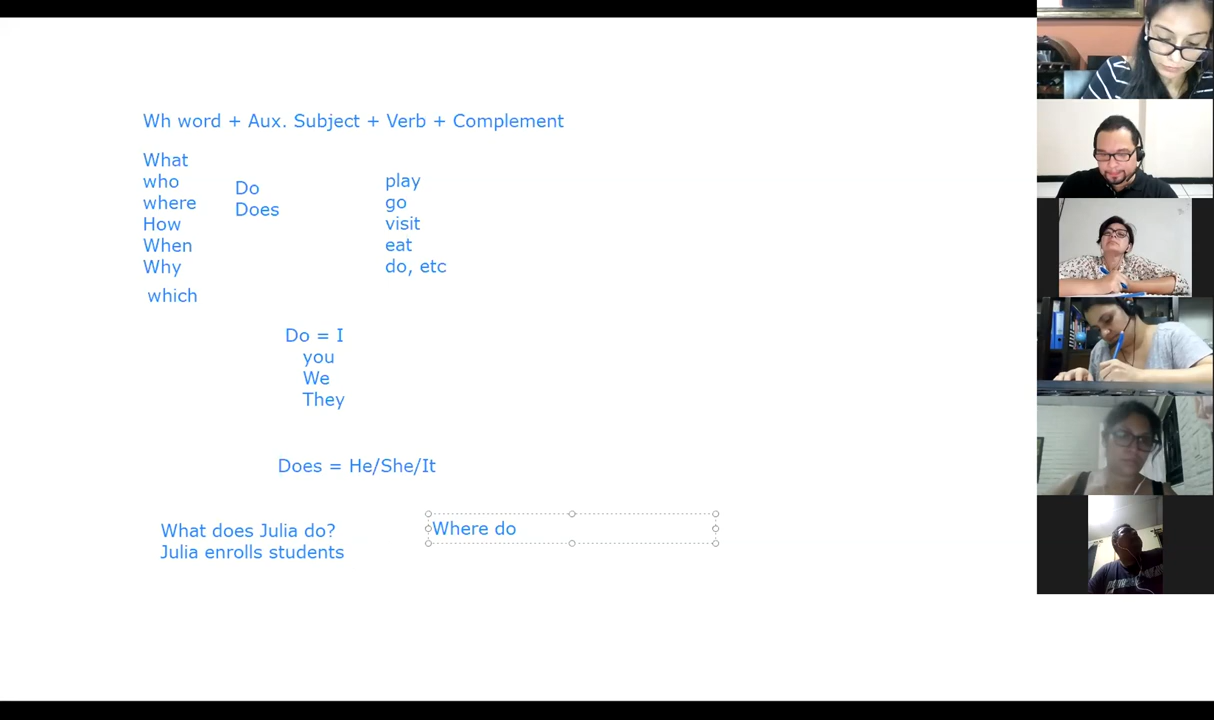 Wh word + Aux. Subject + Verb + Complement
What
who
where
How
When
Why
which
Do
Does
play
go
visit
eat
do, etc
Do = I
you
We
They
Does = He/She/It
What does Julia do?
Julia enrolls students
Where do